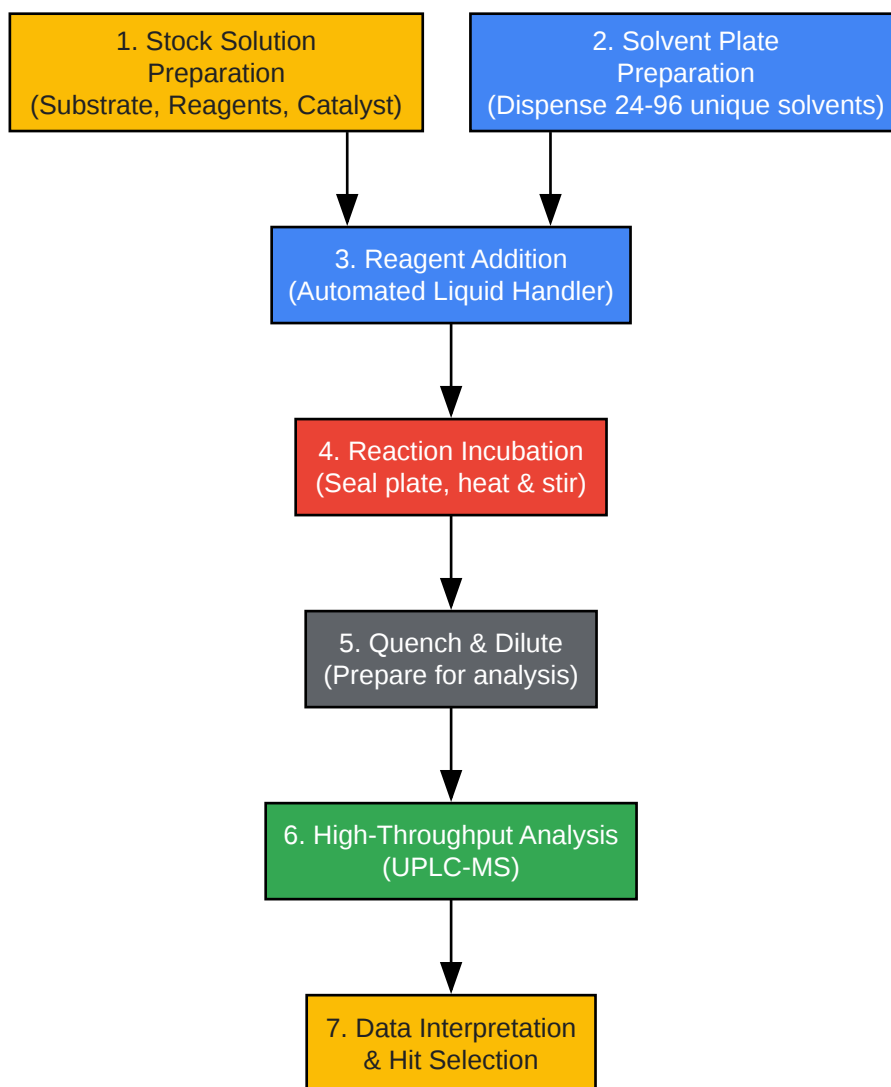 1. Stock Solution
Preparation
(Substrate, Reagents, Catalyst)
2. Solvent Plate
Preparation
(Dispense 24-96 unique solvents)
3. Reagent Addition
(Automated Liquid Handler)
4. Reaction Incubation
(Seal plate, heat & stir)
5. Quench & Dilute
(Prepare for analysis)
6. High-Throughput Analysis
(UPLC-MS)
7. Data Interpretation
& Hit Selection